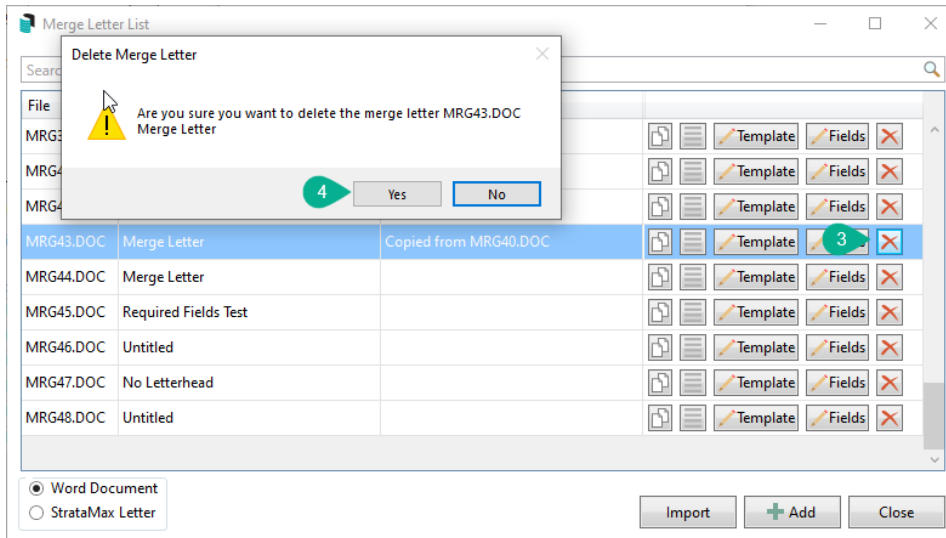 Merge Letter List
Delete Merge Letter
Are you sure you want to delete the merge letter MRG43.DOC
Merge Letter
4 Yes No
Searc
File
MRG3 Template Fields
MRG4 Template Fields
MRG4 Template Fields
MRG43.DOC Merge Letter Copied from MRG40.DOC Template 3
MRG44.DOC Merge Letter Template Fields
MRG45.DOC Required Fields Test Template Fields
MRG46.DOC Untitled Template Fields
MRG47.DOC No Letterhead Template Fields
MRG48.DOC Untitled Template Fields
Word Document
StrataMax Letter
Import Add Close